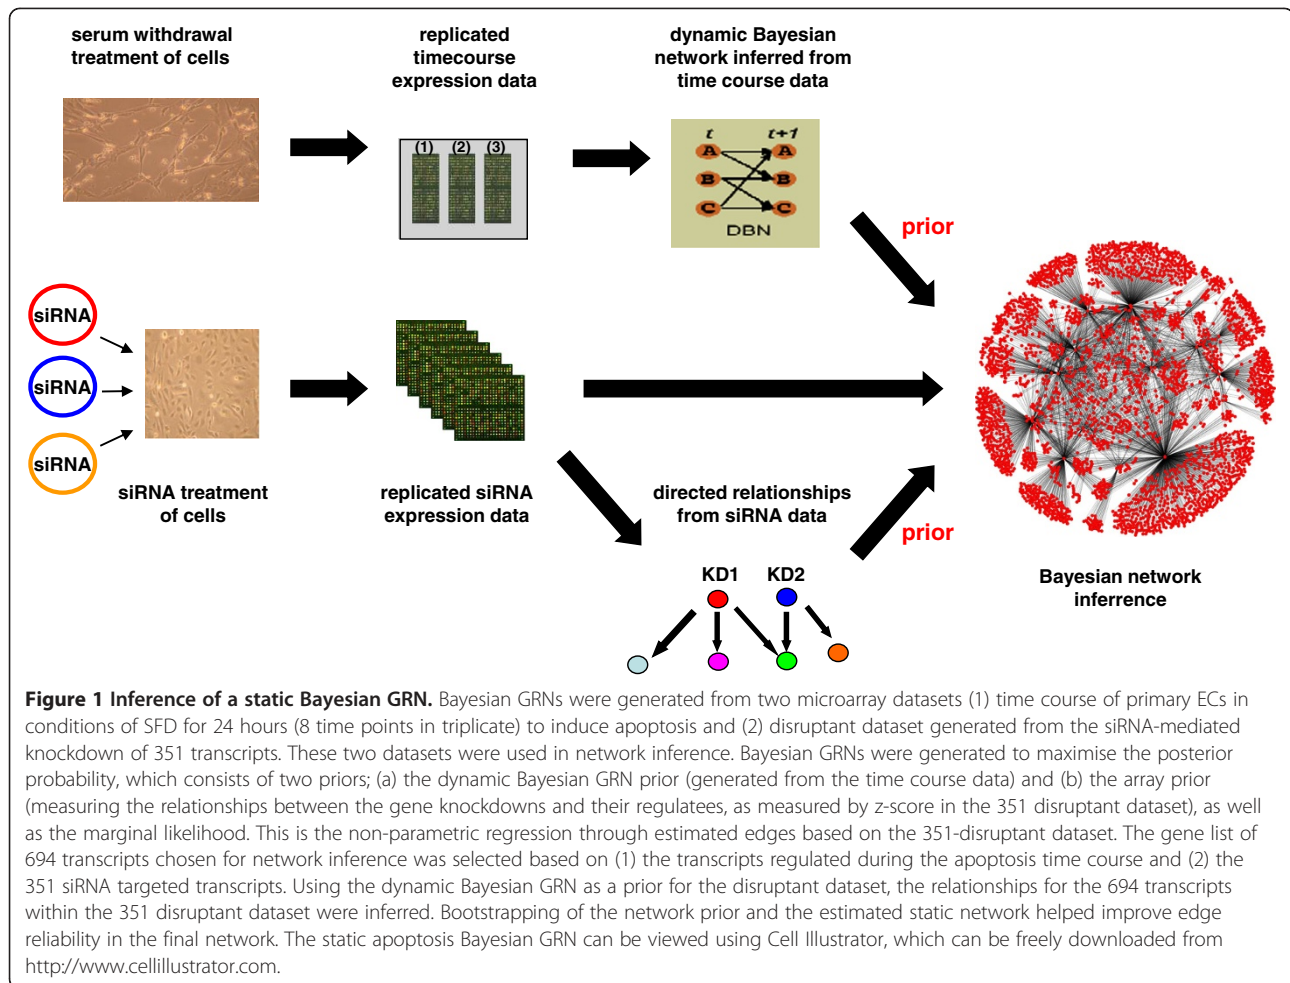 serum withdrawal
treatment of cells
replicated
timecourse
expression data
dynamic Bayesian
network inferred from
time course data
(1) (2) (3)
t t+1
A A
B B
C C
DBN
prior
siRNA
siRNA
siRNA
siRNA treatment
of cells
replicated siRNA
expression data
directed relationships
from siRNA data
prior
KD1 KD2
Bayesian network
inferrence
Figure 1 Inference of a static Bayesian GRN. Bayesian GRNs were generated from two microarray datasets (1) time course of primary ECs in
conditions of SFD for 24 hours (8 time points in triplicate) to induce apoptosis and (2) disruptant dataset generated from the siRNA-mediated
knockdown of 351 transcripts. These two datasets were used in network inference. Bayesian GRNs were generated to maximise the posterior
probability, which consists of two priors; (a) the dynamic Bayesian GRN prior (generated from the time course data) and (b) the array prior
(measuring the relationships between the gene knockdowns and their regulatees, as measured by z-score in the 351 disruptant dataset), as well
as the marginal likelihood. This is the non-parametric regression through estimated edges based on the 351-disruptant dataset. The gene list of
694 transcripts chosen for network inference was selected based on (1) the transcripts regulated during the apoptosis time course and (2) the
351 siRNA targeted transcripts. Using the dynamic Bayesian GRN as a prior for the disruptant dataset, the relationships for the 694 transcripts
within the 351 disruptant dataset were inferred. Bootstrapping of the network prior and the estimated static network helped improve edge
reliability in the final network. The static apoptosis Bayesian GRN can be viewed using Cell Illustrator, which can be freely downloaded from
http://www.cellillustrator.com.